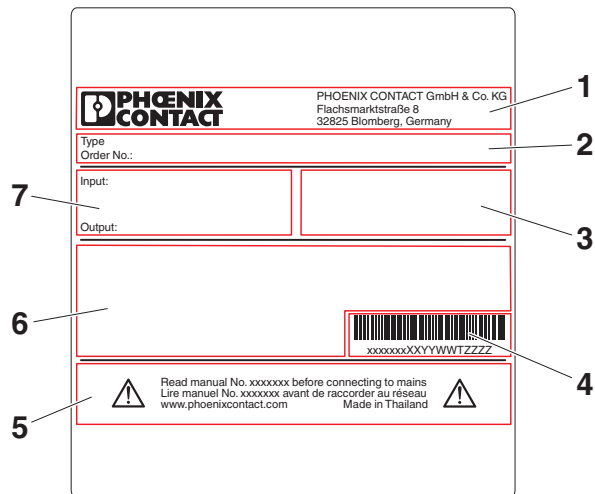 PHŒNIX
CONTACT
PHOENIX CONTACT GmbH & Co. KG
Flachsmarktstraße 8
32825 Blomberg, Germany
1
Type
Order No.:
2
Input:
Output:
7
3
6
xxxxxxxXXYYWWTZZZZ
4
Read manual No. xxxxxxx before connecting to mains
Lire manuel No. xxxxxxx avant de raccorder au réseau
www.phoenixcontact.com Made in Thailand
5